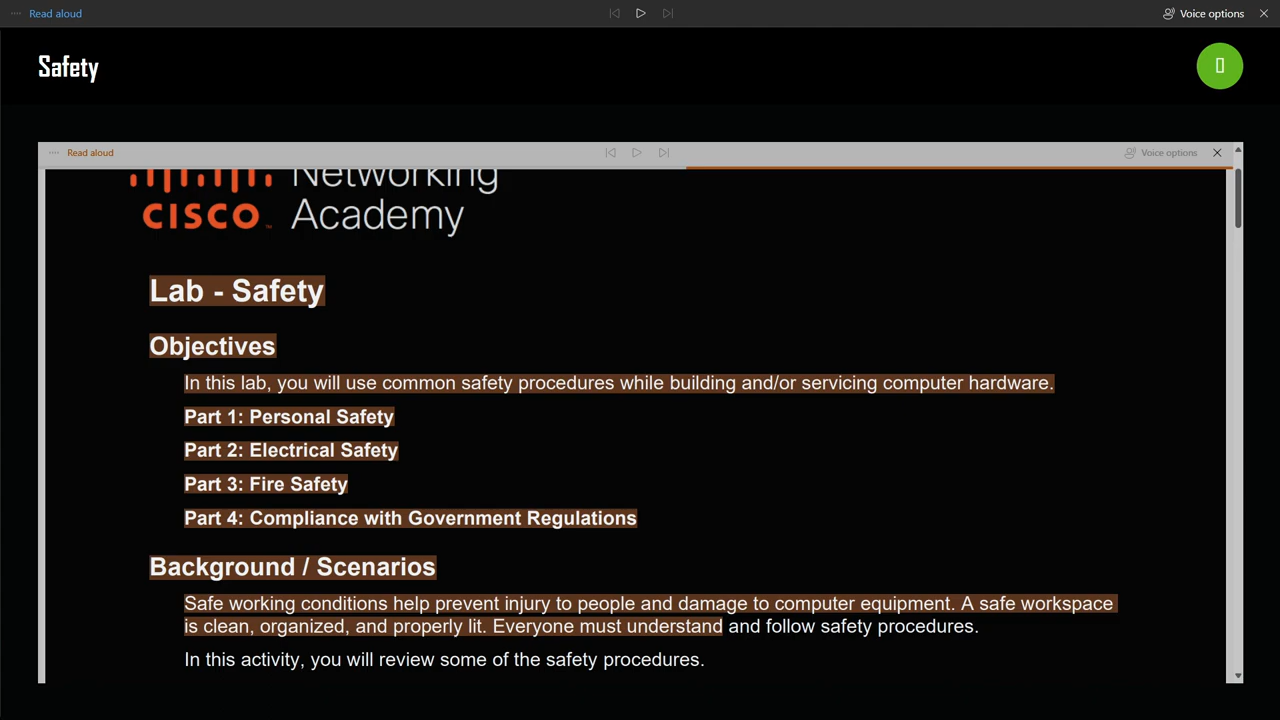 Read aloud
Voice options
Safety
Read aloud
Voice options
Networking
CISCO™ Academy
Lab - Safety
Objectives
In this lab, you will use common safety procedures while building and/or servicing computer hardware.
Part 1: Personal Safety
Part 2: Electrical Safety
Part 3: Fire Safety
Part 4: Compliance with Government Regulations
Background / Scenarios
Safe working conditions help prevent injury to people and damage to computer equipment. A safe workspace
is clean, organized, and properly lit. Everyone must understand and follow safety procedures.
In this activity, you will review some of the safety procedures.